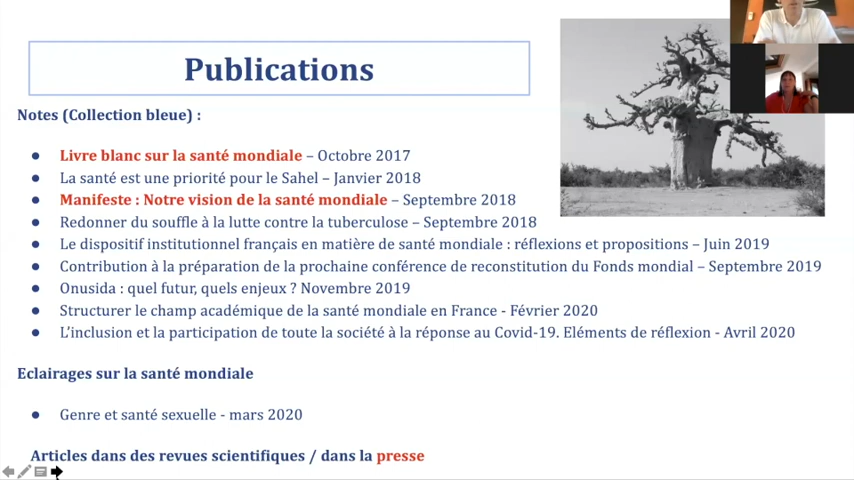 Publications
Notes (Collection bleue) :
● Livre blanc sur la santé mondiale – Octobre 2017
● La santé est une priorité pour le Sahel – Janvier 2018
● Manifeste : Notre vision de la santé mondiale – Septembre 2018
● Redonner du souffle à la lutte contre la tuberculose – Septembre 2018
● Le dispositif institutionnel français en matière de santé mondiale : réflexions et propositions – Juin 2019
● Contribution à la préparation de la prochaine conférence de reconstitution du Fonds mondial – Septembre 2019
● Onusida : quel futur, quels enjeux ? Novembre 2019
● Structurer le champ académique de la santé mondiale en France - Février 2020
● L'inclusion et la participation de toute la société à la réponse au Covid-19. Eléments de réflexion - Avril 2020
Eclairages sur la santé mondiale
● Genre et santé sexuelle - mars 2020
Articles dans des revues scientifiques / dans la presse